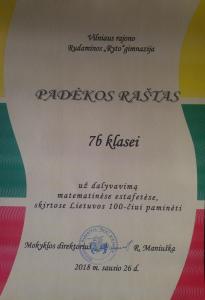 Vilniaus rajono
Rudaminos „Ryto" gimnazija
PADĖKOS RAŠTAS
7b klasei
už dalyvavimą
matematinėse estafetėse,
skirtose Lietuvos 100-čiui paminėti
Mokyklos direktorius R. Maniuška
2018 m. sausio 26 d.